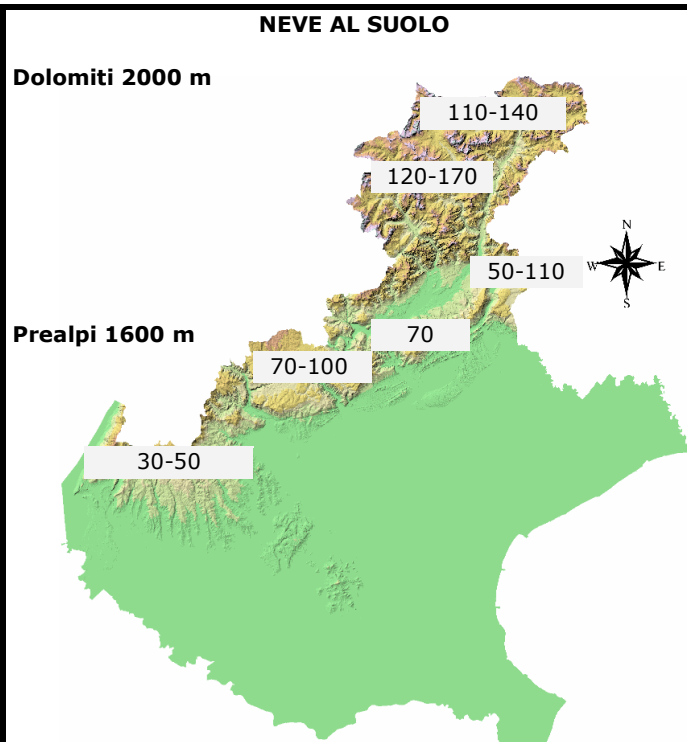 NEVE AL SUOLO
Dolomiti 2000 m
110-140
120-170
N
W E
S
50-110
Prealpi 1600 m
70
70-100
30-50